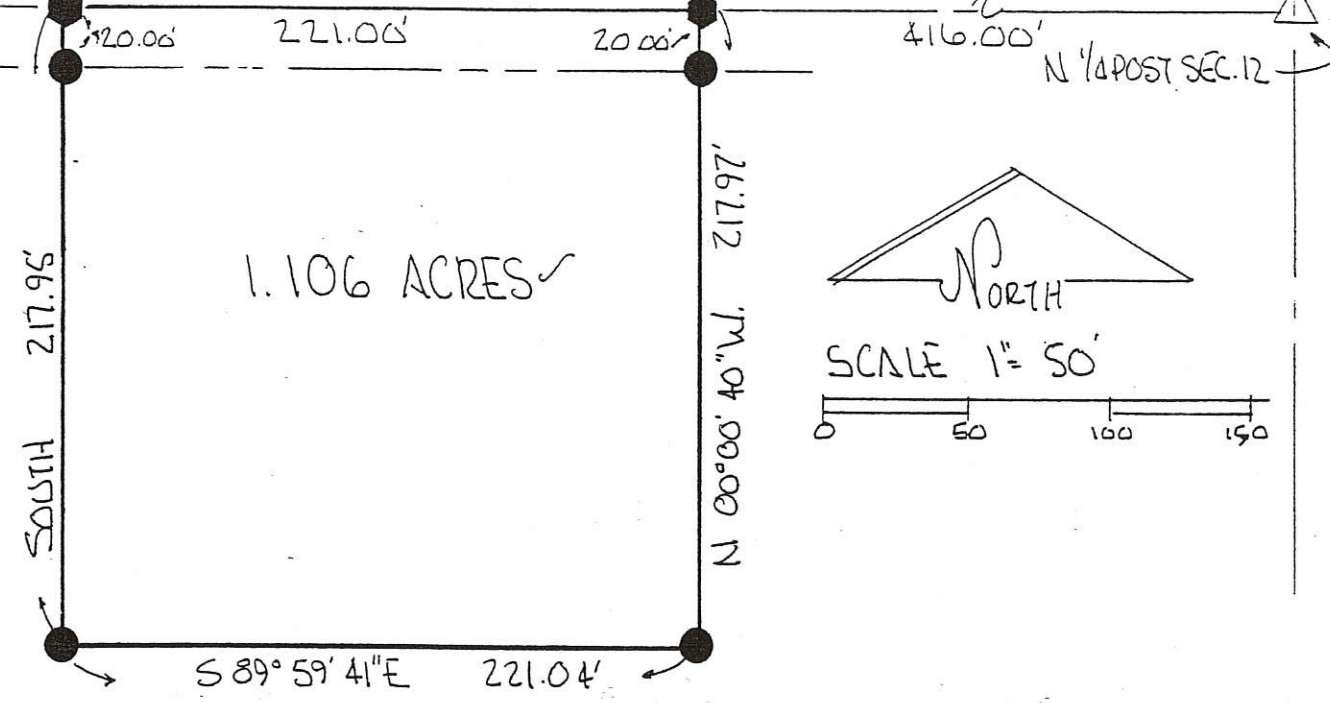 20.00'
221.00'
20.00'
416.00'
N 1/4 POST SEC. 12
SOUTH 217.95'
1.106 ACRES
N 00°00' 40" W. 217.97'
NORTH
SCALE 1" = 50'
0 50 100 150
S 89° 59' 41" E 221.04'